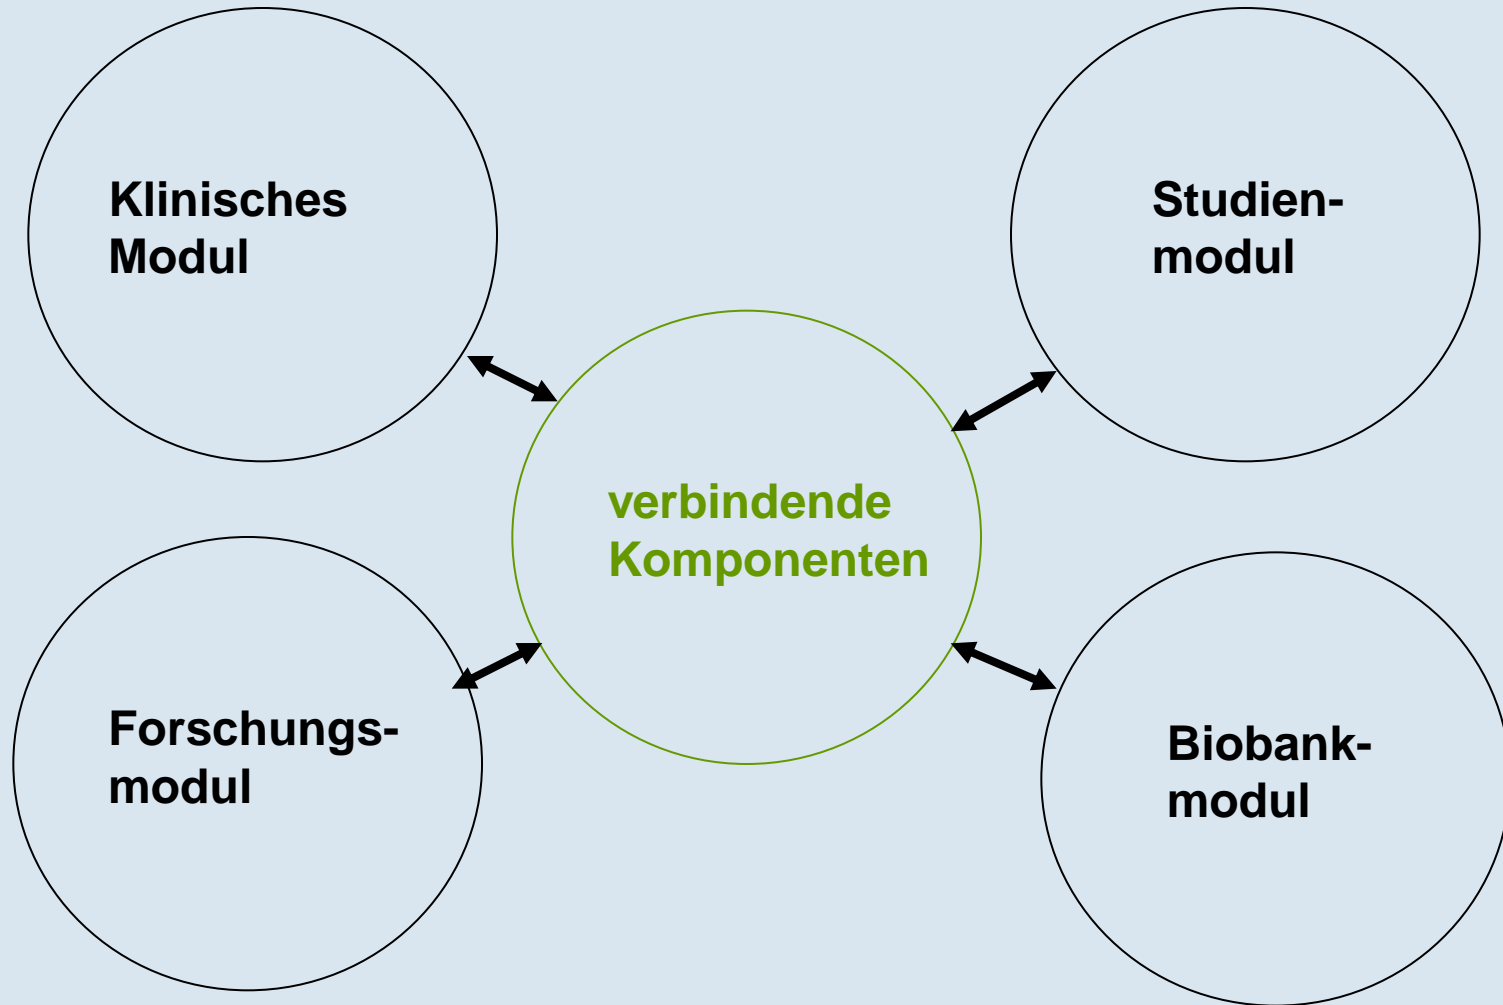 Klinisches
Modul
Studien-
modul
verbindende
Komponenten
Forschungs-
modul
Biobank-
modul